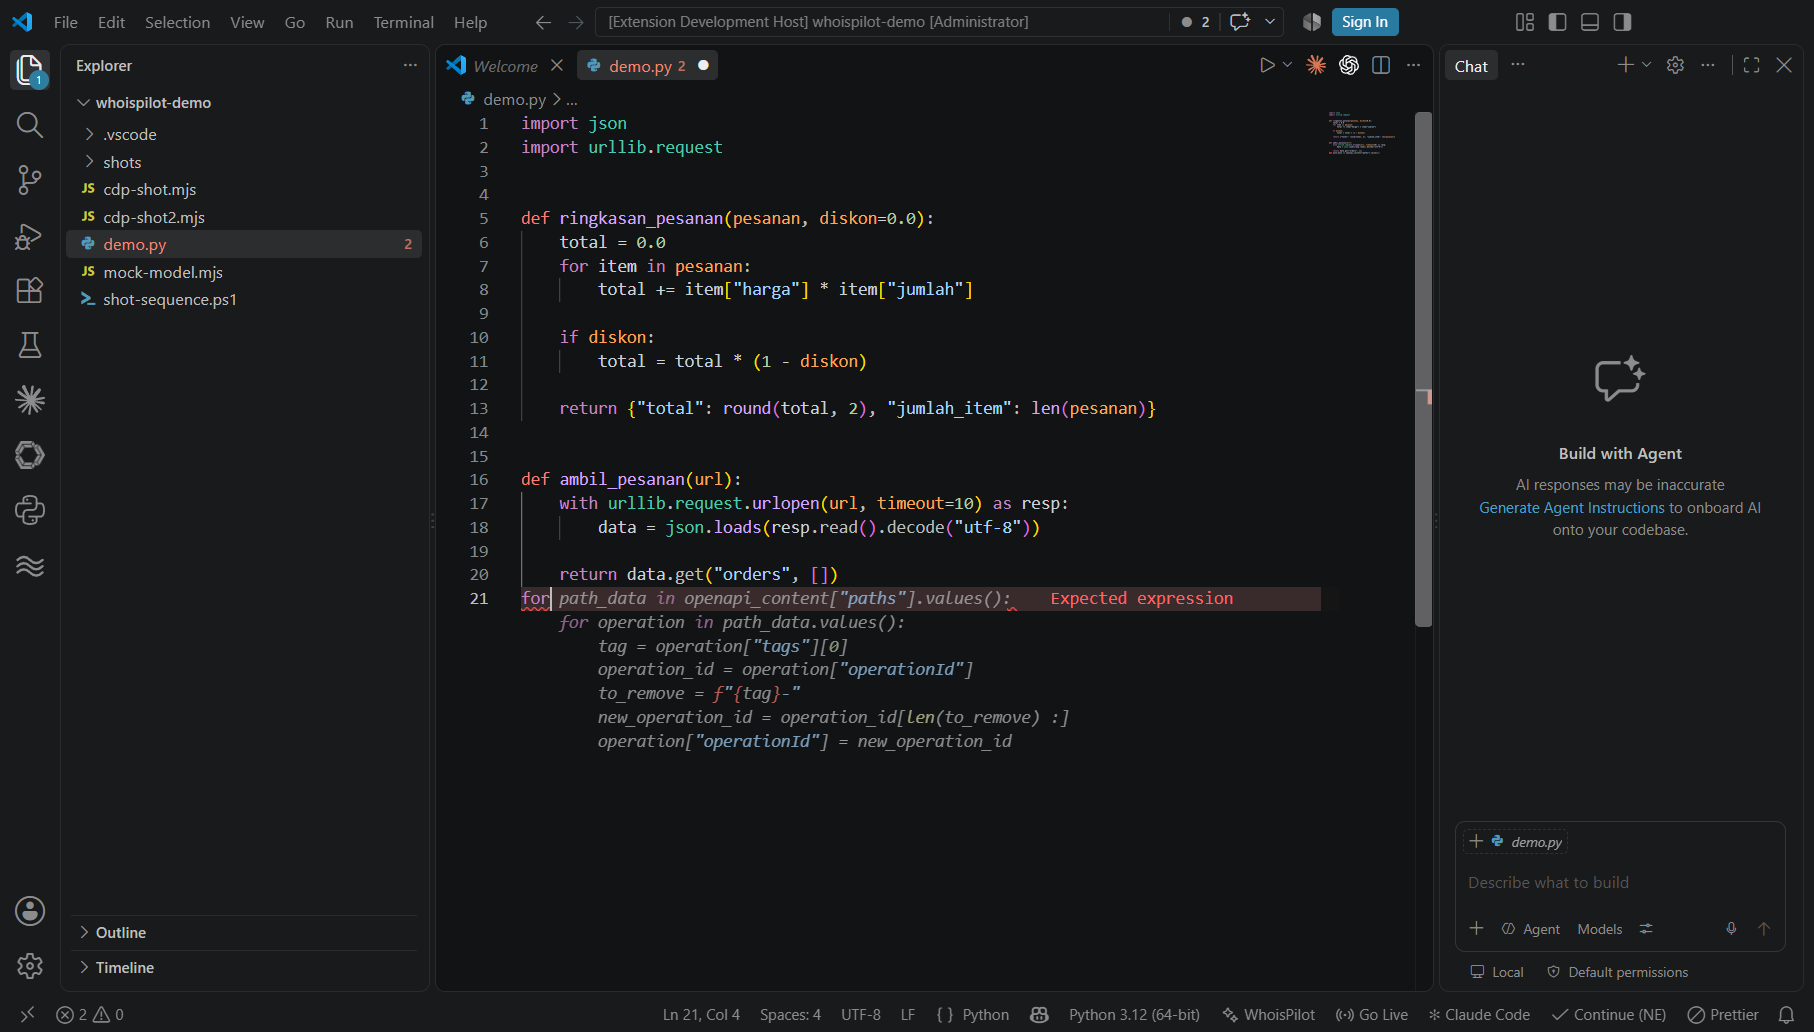 File Edit Selection View Go Run Terminal Help
[Extension Development Host] whoispilot-demo [Administrator]
2
Sign In
1
Explorer
whoispilot-demo
.vscode
shots
JS cdp-shot.mjs
JS cdp-shot2.mjs
demo.py 2
JS mock-model.mjs
shot-sequence.ps1
Outline
Timeline
Welcome
demo.py 2
demo.py > ...
1 import json
2 import urllib.request
3
4
5 def ringkasan_pesanan(pesanan, diskon=0.0):
6 total = 0.0
7 for item in pesanan:
8 total += item["harga"] * item["jumlah"]
9
10 if diskon:
11 total = total * (1 - diskon)
12
13 return {"total": round(total, 2), "jumlah_item": len(pesanan)}
14
15
16 def ambil_pesanan(url):
17 with urllib.request.urlopen(url, timeout=10) as resp:
18 data = json.loads(resp.read().decode("utf-8"))
19
20 return data.get("orders", [])
21 for path_data in openapi_content["paths"].values(): Expected expression
for operation in path_data.values():
tag = operation["tags"][0]
operation_id = operation["operationId"]
to_remove = f"{tag}-"
new_operation_id = operation_id[len(to_remove) :]
operation["operationId"] = new_operation_id
Chat
Build with Agent
AI responses may be inaccurate
Generate Agent Instructions to onboard AI
onto your codebase.
demo.py
Describe what to build
Agent Models
Local Default permissions
2 0
Ln 21, Col 4 Spaces: 4 UTF-8 LF { } Python Python 3.12 (64-bit) WhoisPilot Go Live Claude Code Continue (NE) Prettier